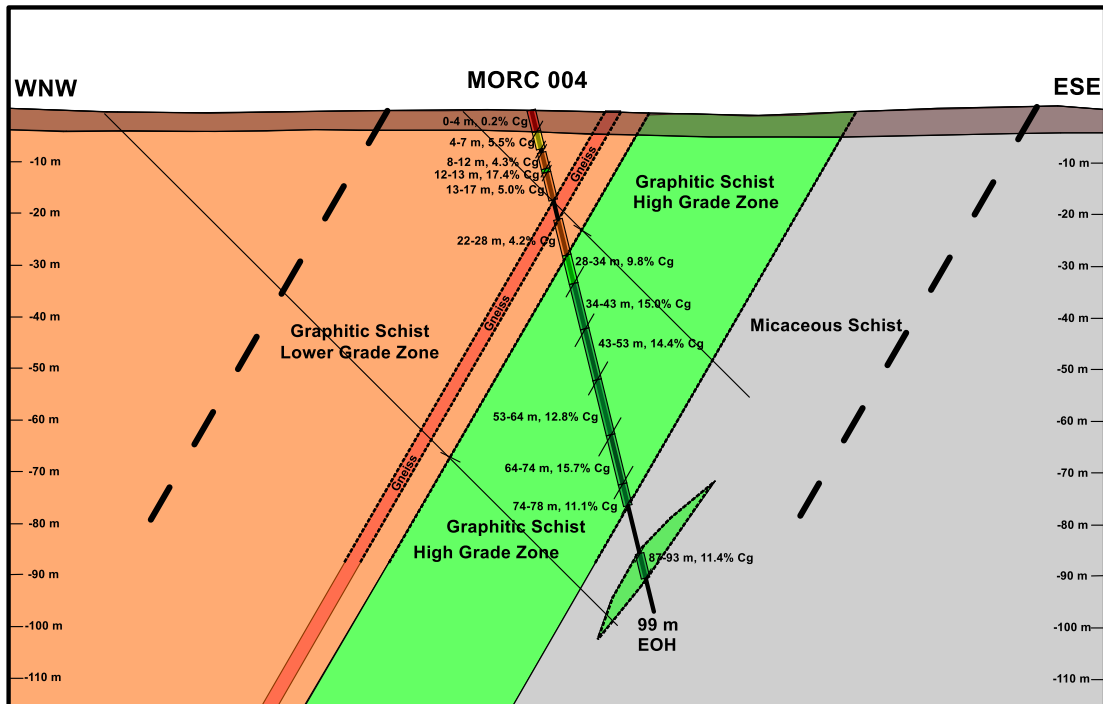 MORC 004
WNW
ESE
0-4 m, 0.2% Cg
4-7 m, 5.5% Cg
8-12 m, 4.3% Cg
12-13 m, 17.4% Cg
13-17 m, 5.0% Cg
22-28 m, 4.2% Cg
28-34 m, 9.8% Cg
34-43 m, 15.0% Cg
43-53 m, 14.4% Cg
53-64 m, 12.8% Cg
64-74 m, 15.7% Cg
74-78 m, 11.1% Cg
87-93 m, 11.4% Cg
99 m
EOH
Gneiss
Gneiss
Gneiss
Graphitic Schist
High Grade Zone
Graphitic Schist
Lower Grade Zone
Micaceous Schist
Graphitic Schist
High Grade Zone
-10 m
-20 m
-30 m
-40 m
-50 m
-60 m
-70 m
-80 m
-90 m
-100 m
-110 m
-10 m
-20 m
-30 m
-40 m
-50 m
-60 m
-70 m
-80 m
-90 m
-100 m
-110 m